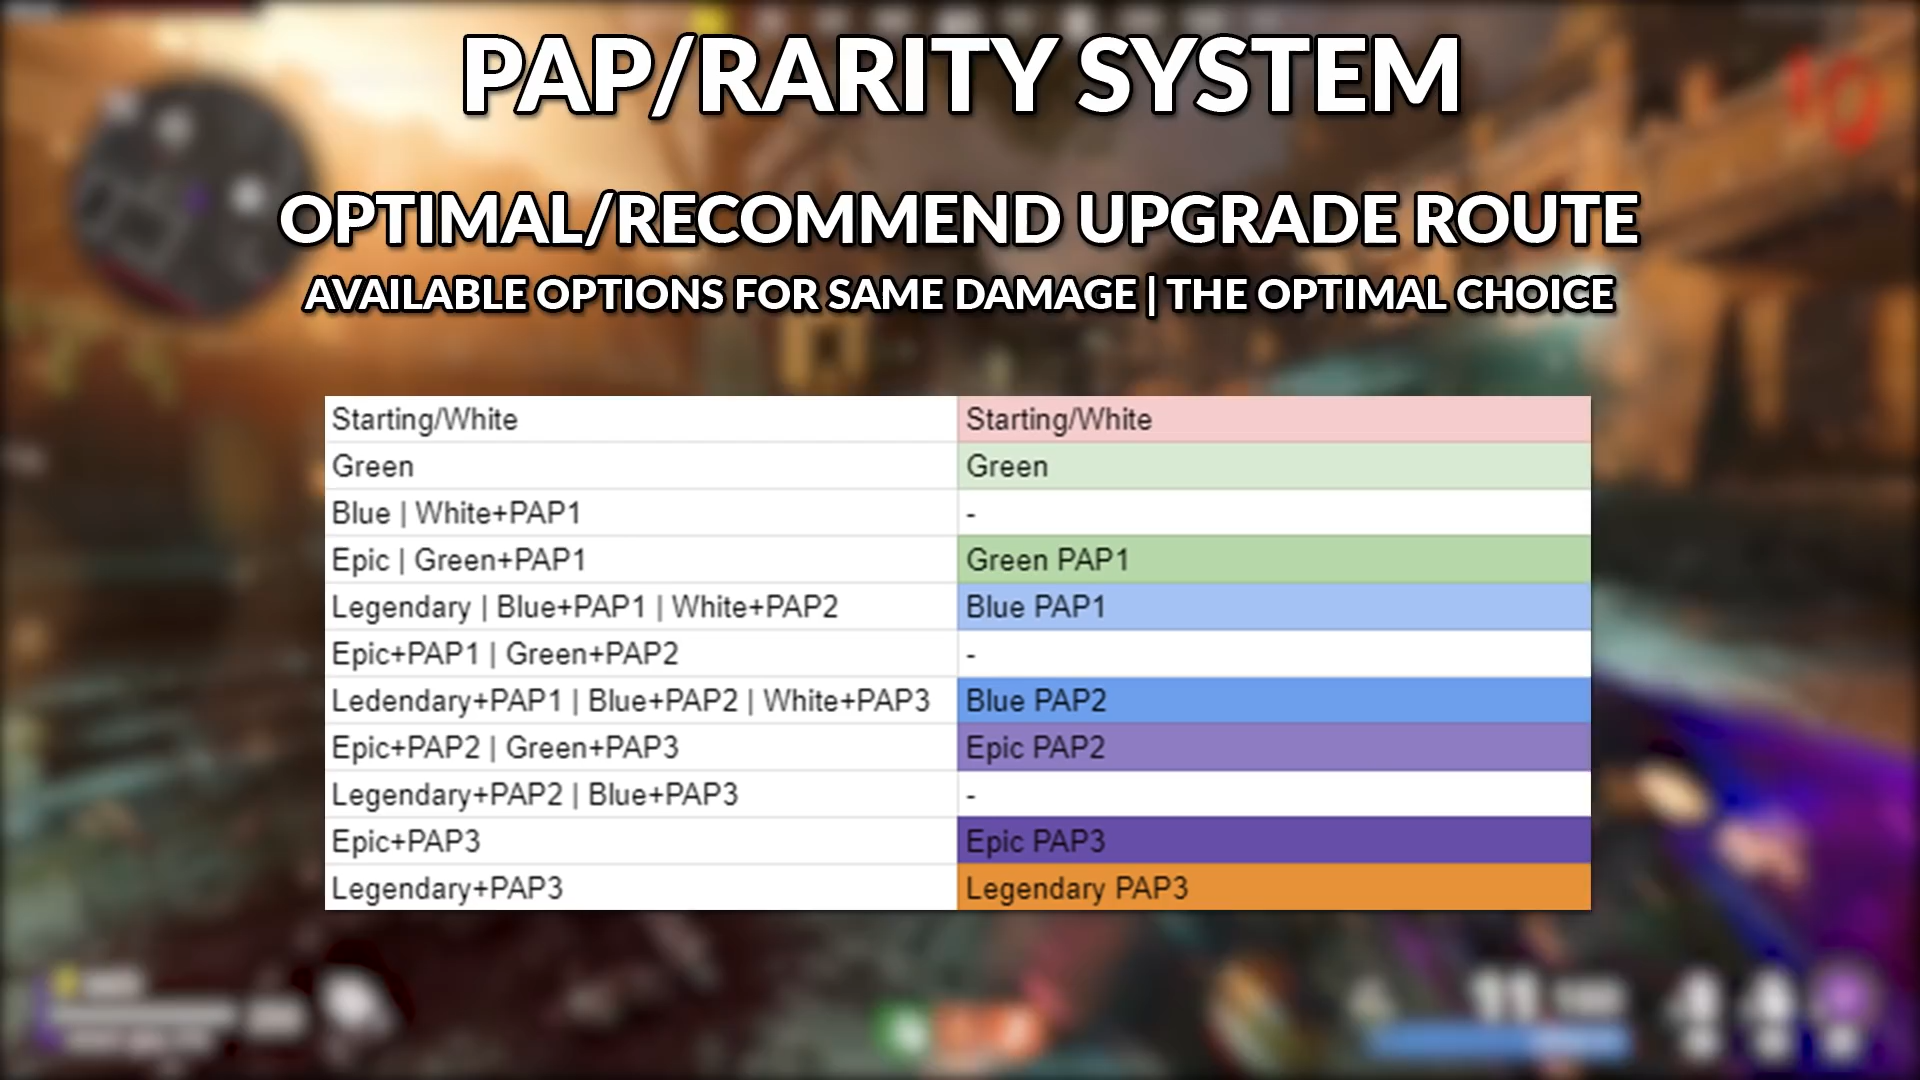 PAP/RARITY SYSTEM
OPTIMAL/RECOMMEND UPGRADE ROUTE
AVAILABLE OPTIONS FOR SAME DAMAGE | THE OPTIMAL CHOICE
Starting/White Starting/White
Green Green
Blue | White+PAP1 -
Epic | Green+PAP1 Green PAP1
Legendary | Blue+PAP1 | White+PAP2 Blue PAP1
Epic+PAP1 | Green+PAP2 -
Ledendary+PAP1 | Blue+PAP2 | White+PAP3 Blue PAP2
Epic+PAP2 | Green+PAP3 Epic PAP2
Legendary+PAP2 | Blue+PAP3 -
Epic+PAP3 Epic PAP3
Legendary+PAP3 Legendary PAP3